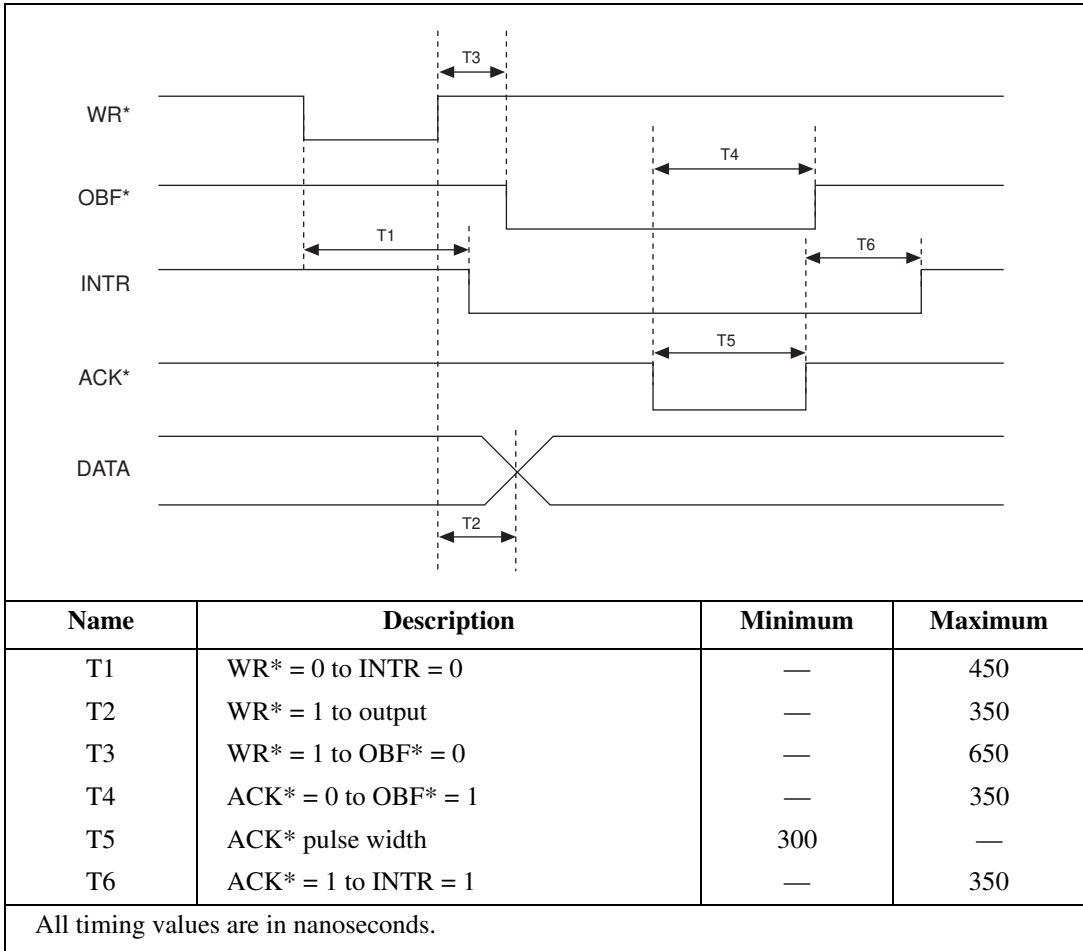 T3
WR*
T4
OBF*
T1
T6
INTR
T5
ACK*
DATA
T2
Name Description Minimum Maximum
T1 WR* = 0 to INTR = 0 — 450
T2 WR* = 1 to output — 350
T3 WR* = 1 to OBF* = 0 — 650
T4 ACK* = 0 to OBF* = 1 — 350
T5 ACK* pulse width 300 —
T6 ACK* = 1 to INTR = 1 — 350
All timing values are in nanoseconds.